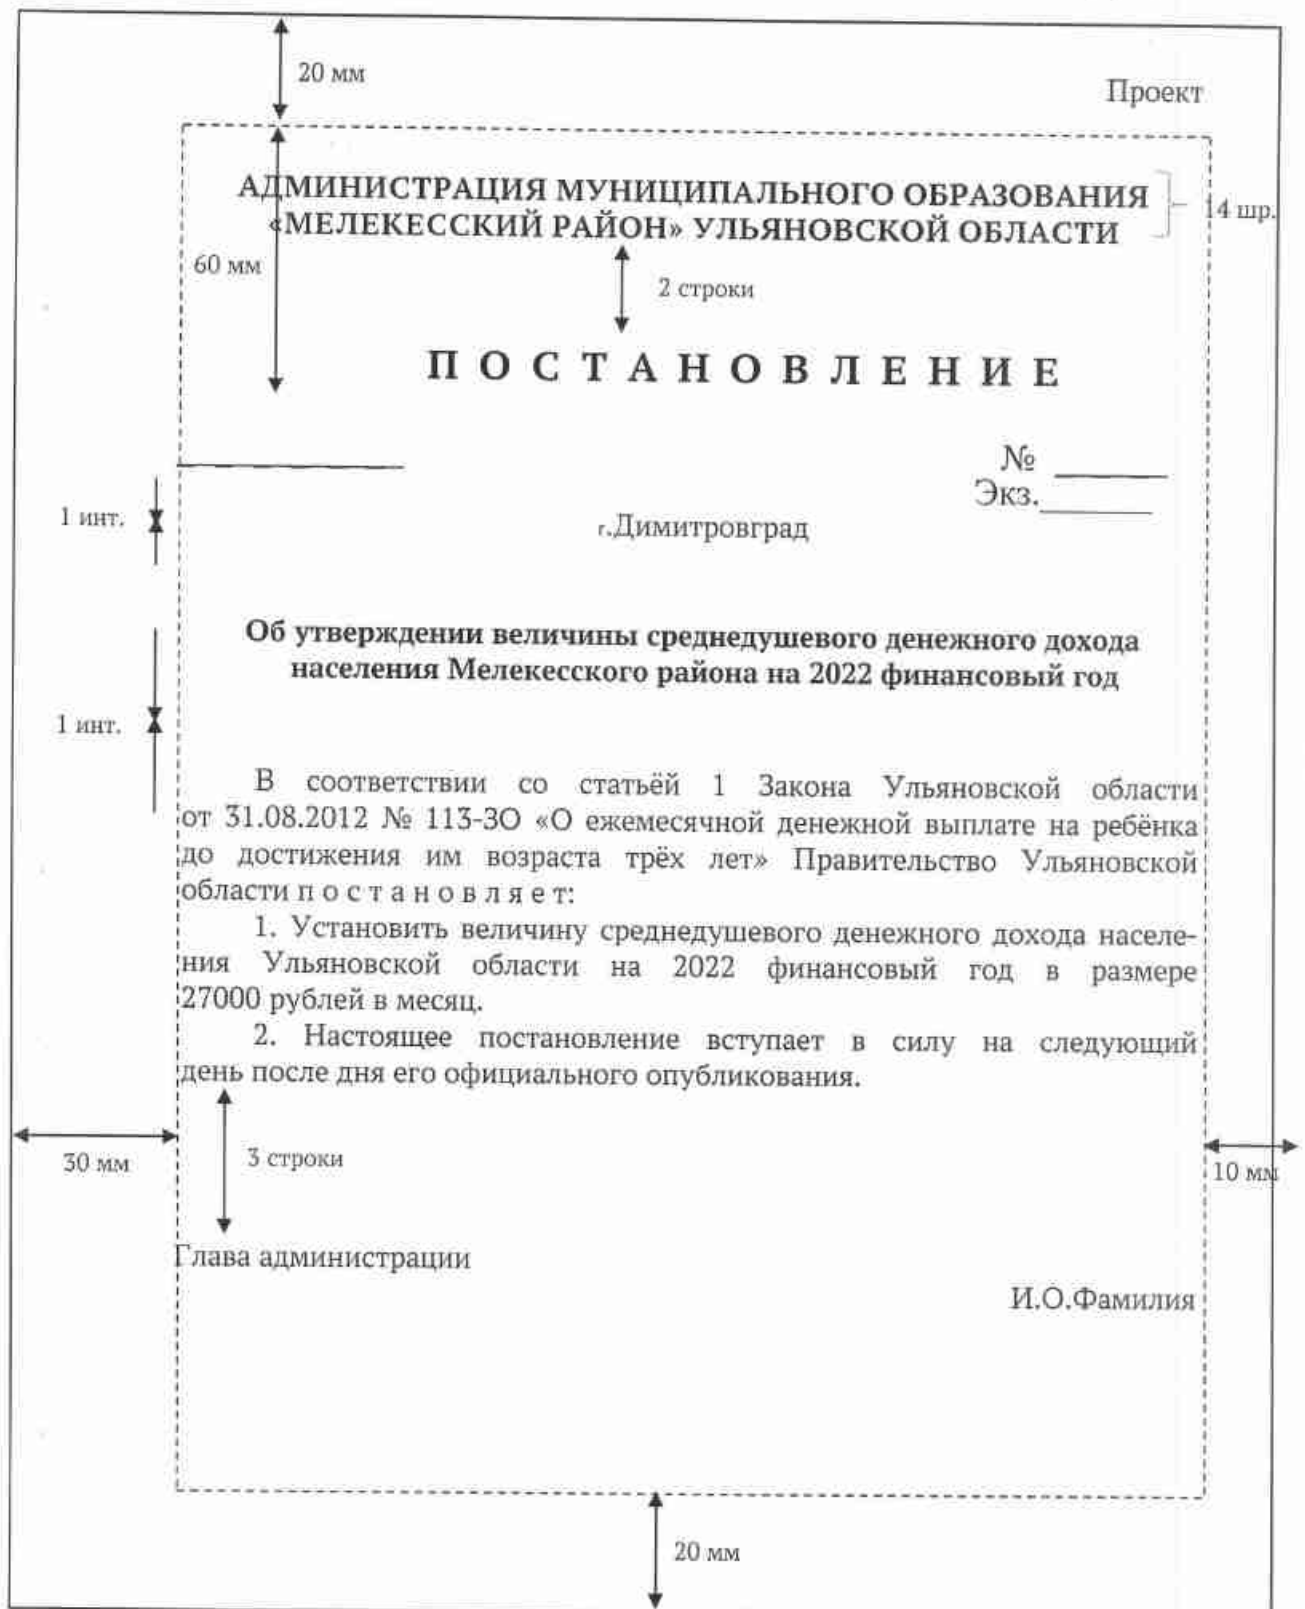 20 мм
Проект
АДМИНИСТРАЦИЯ МУНИЦИПАЛЬНОГО ОБРАЗОВАНИЯ
«МЕЛЕКЕССКИЙ РАЙОН» УЛЬЯНОВСКОЙ ОБЛАСТИ
14 шр.
60 мм
2 строки
П О С Т А Н О В Л Е Н И Е
№
Экз.
1 инт.
г.Димитровград
Об утверждении величины среднедушевого денежного дохода
населения Мелекесского района на 2022 финансовый год
1 инт.
В соответствии со статьёй 1 Закона Ульяновской области
от 31.08.2012 № 113-ЗО «О ежемесячной денежной выплате на ребёнка
до достижения им возраста трёх лет» Правительство Ульяновской
области п о с т а н о в л я е т:
1. Установить величину среднедушевого денежного дохода населе-
ния Ульяновской области на 2022 финансовый год в размере
27000 рублей в месяц.
2. Настоящее постановление вступает в силу на следующий
день после дня его официального опубликования.
30 мм
3 строки
10 мм
Глава администрации
И.О.Фамилия
20 мм